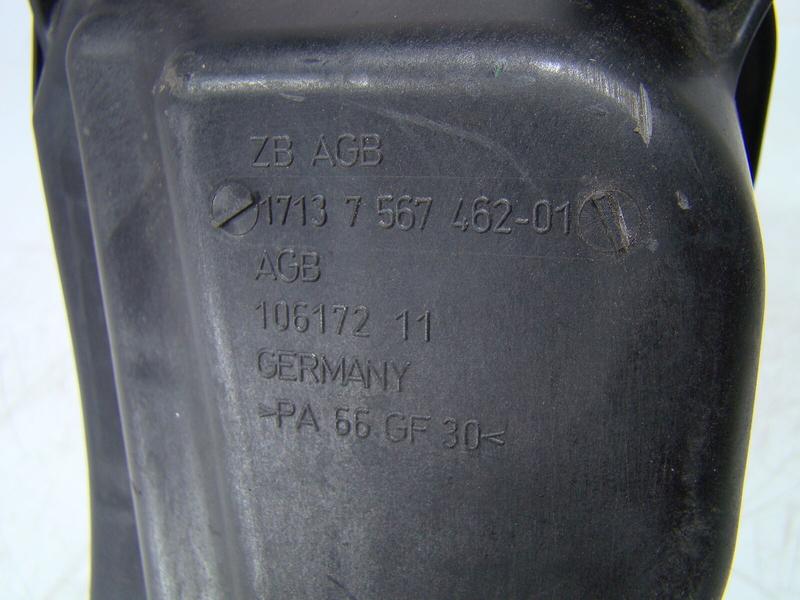 ZB AGB
1713 7 567 462-01
AGB
106172 11
GERMANY
>PA 66 GF 30<